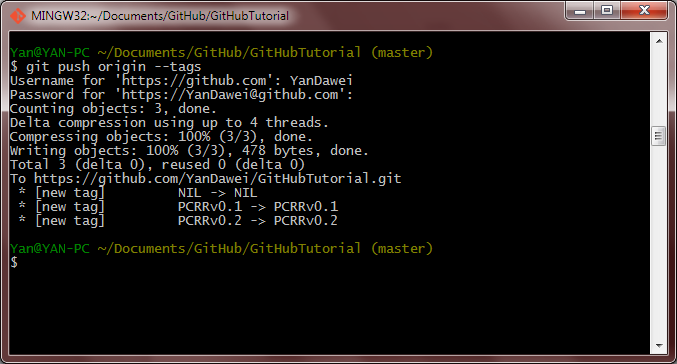 MINGW32:~/Documents/GitHub/GitHubTutorial
Yan@YAN-PC ~/Documents/GitHub/GitHubTutorial (master)
$ git push origin --tags
Username for 'https://github.com': YanDawei
Password for 'https://YanDawei@github.com':
Counting objects: 3, done.
Delta compression using up to 4 threads.
Compressing objects: 100% (3/3), done.
Writing objects: 100% (3/3), 478 bytes, done.
Total 3 (delta 0), reused 0 (delta 0)
To https://github.com/YanDawei/GitHubTutorial.git
 * [new tag]         NIL -> NIL
 * [new tag]         PCRRv0.1 -> PCRRv0.1
 * [new tag]         PCRRv0.2 -> PCRRv0.2
Yan@YAN-PC ~/Documents/GitHub/GitHubTutorial (master)
$